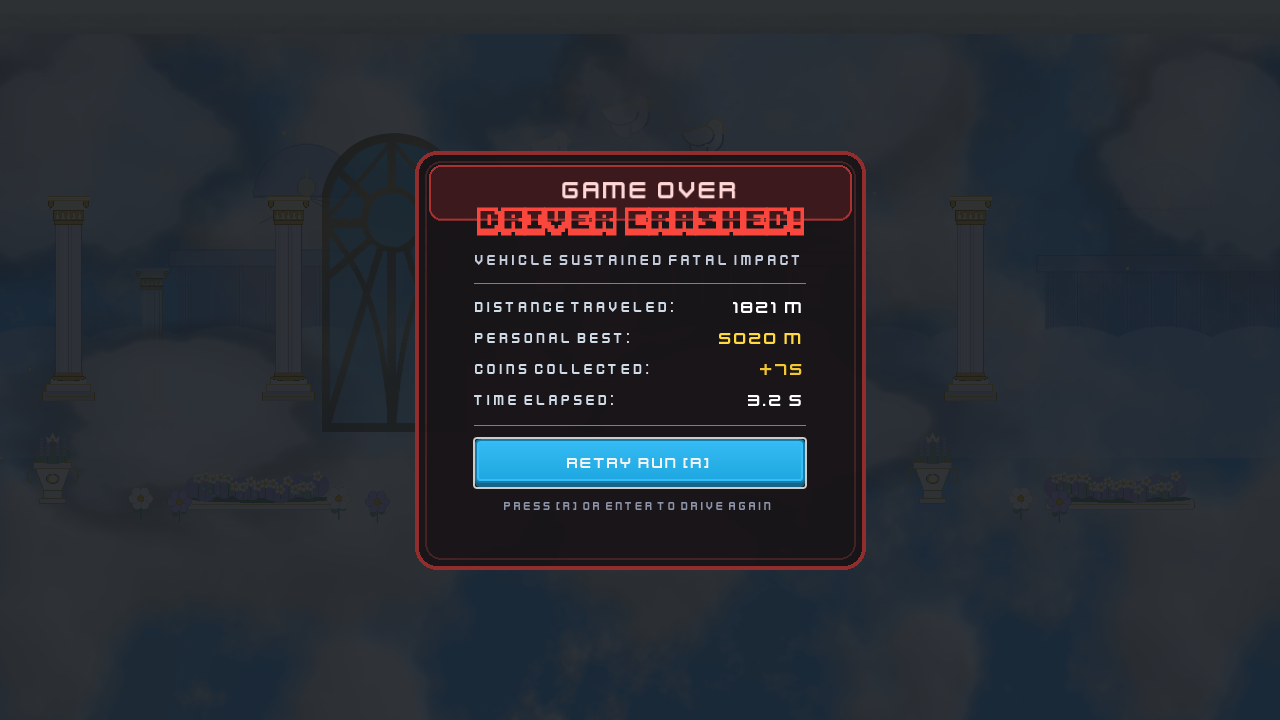 GAME OVER
DRIVER CRASHED!
VEHICLE SUSTAINED FATAL IMPACT
DISTANCE TRAVELED: 1821 M
PERSONAL BEST: 5020 M
COINS COLLECTED: +75
TIME ELAPSED: 3.2 S
RETRY RUN [R]
PRESS [R] OR ENTER TO DRIVE AGAIN